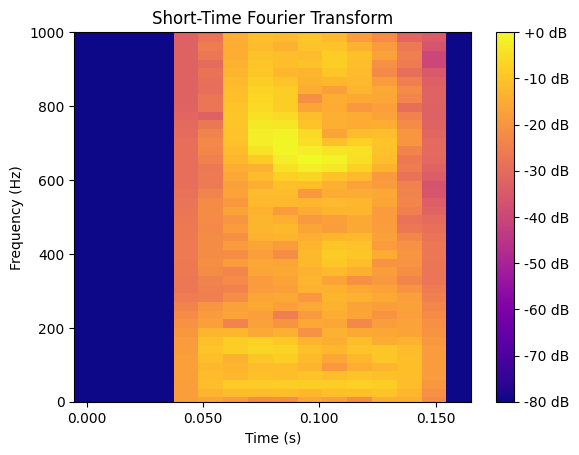 Short-Time Fourier Transform
1000
800
600
400
200
0
Frequency (Hz)
0.000
0.050
0.100
0.150
Time (s)
+0 dB
-10 dB
-20 dB
-30 dB
-40 dB
-50 dB
-60 dB
-70 dB
-80 dB